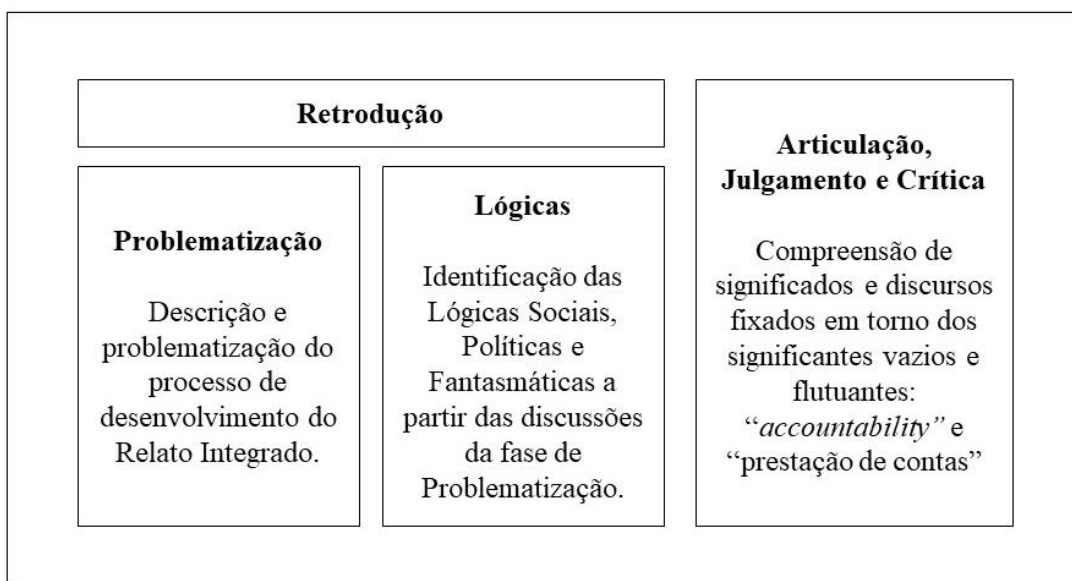 Retrodução
Problematização
Descrição e
problematização do
processo de
desenvolvimento do
Relato Integrado.
Lógicas
Identificação das
Lógicas Sociais,
Políticas e
Fantasmáticas a
partir das discussões
da fase de
Problematização.
Articulação,
Julgamento e Crítica
Compreensão de
significados e discursos
fixados em torno dos
significantes vazios e
flutuantes:
“accountability” e
“prestação de contas”